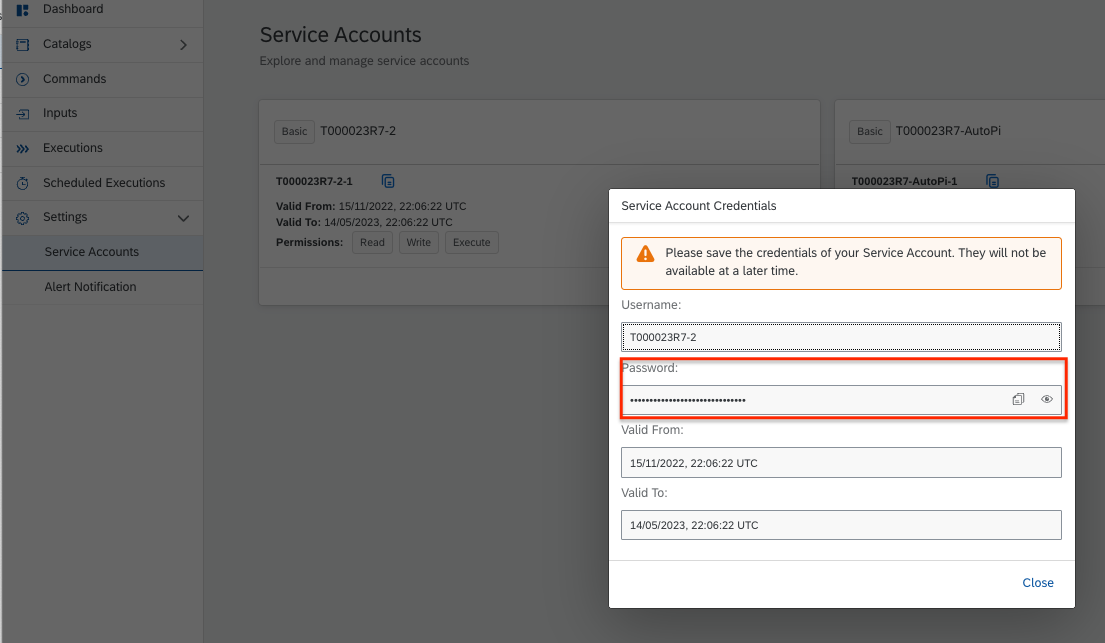 Dashboard
Catalogs
Commands
Inputs
Executions
Scheduled Executions
Settings
Service Accounts
Alert Notification
Service Accounts
Explore and manage service accounts
Basic T000023R7-2
T000023R7-2-1
Valid From: 15/11/2022, 22:06:22 UTC
Valid To: 14/05/2023, 22:06:22 UTC
Permissions: Read Write Execute
Basic T000023R7-AutoPi
T000023R7-AutoPi-1
Service Account Credentials
Please save the credentials of your Service Account. They will not be
available at a later time.
Username:
T000023R7-2
Password:
Valid From:
15/11/2022, 22:06:22 UTC
Valid To:
14/05/2023, 22:06:22 UTC
Close